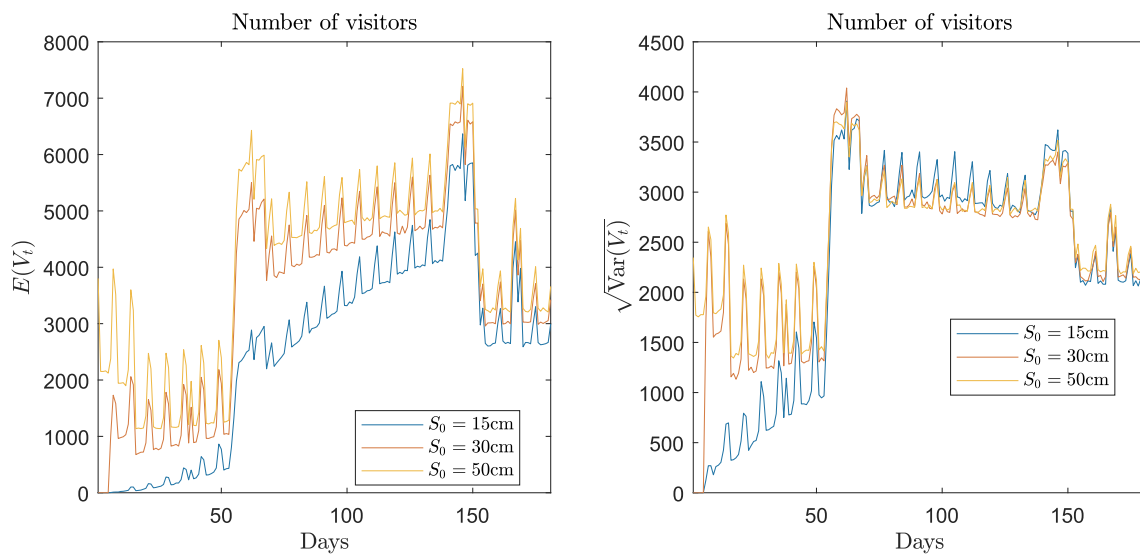 Number of visitors
8000
7000
6000
5000
4000
3000
2000
1000
0
E(V_t)
50
100
150
Days
S_0 = 15cm
S_0 = 30cm
S_0 = 50cm
Number of visitors
4500
4000
3500
3000
2500
2000
1500
1000
500
0
√Var(V_t)
50
100
150
Days
S_0 = 15cm
S_0 = 30cm
S_0 = 50cm